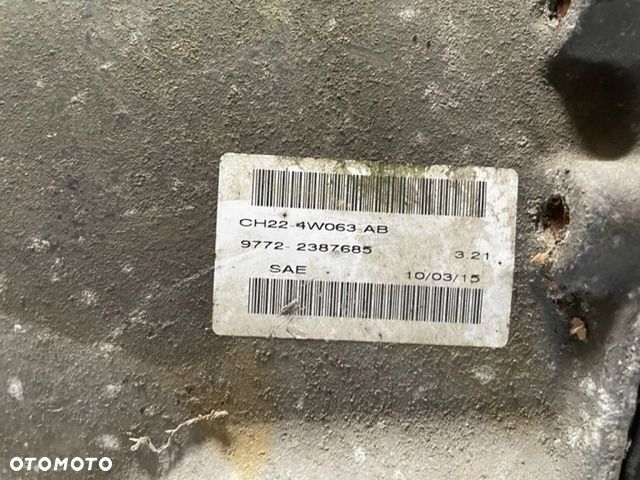 CH22-4W063-AB
9772- 2387685 3.21
SAE 10/03/15
OTOMOTO